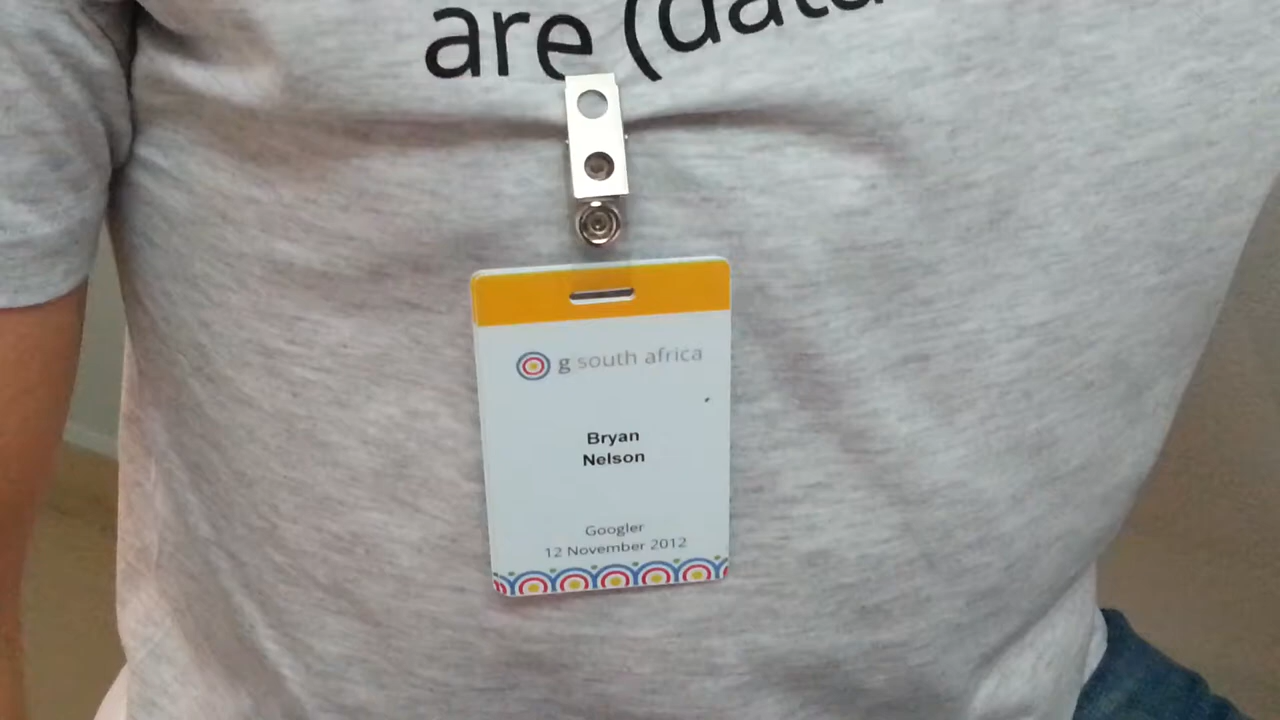 are (data
g south africa
Bryan
Nelson
Googler
12 November 2012